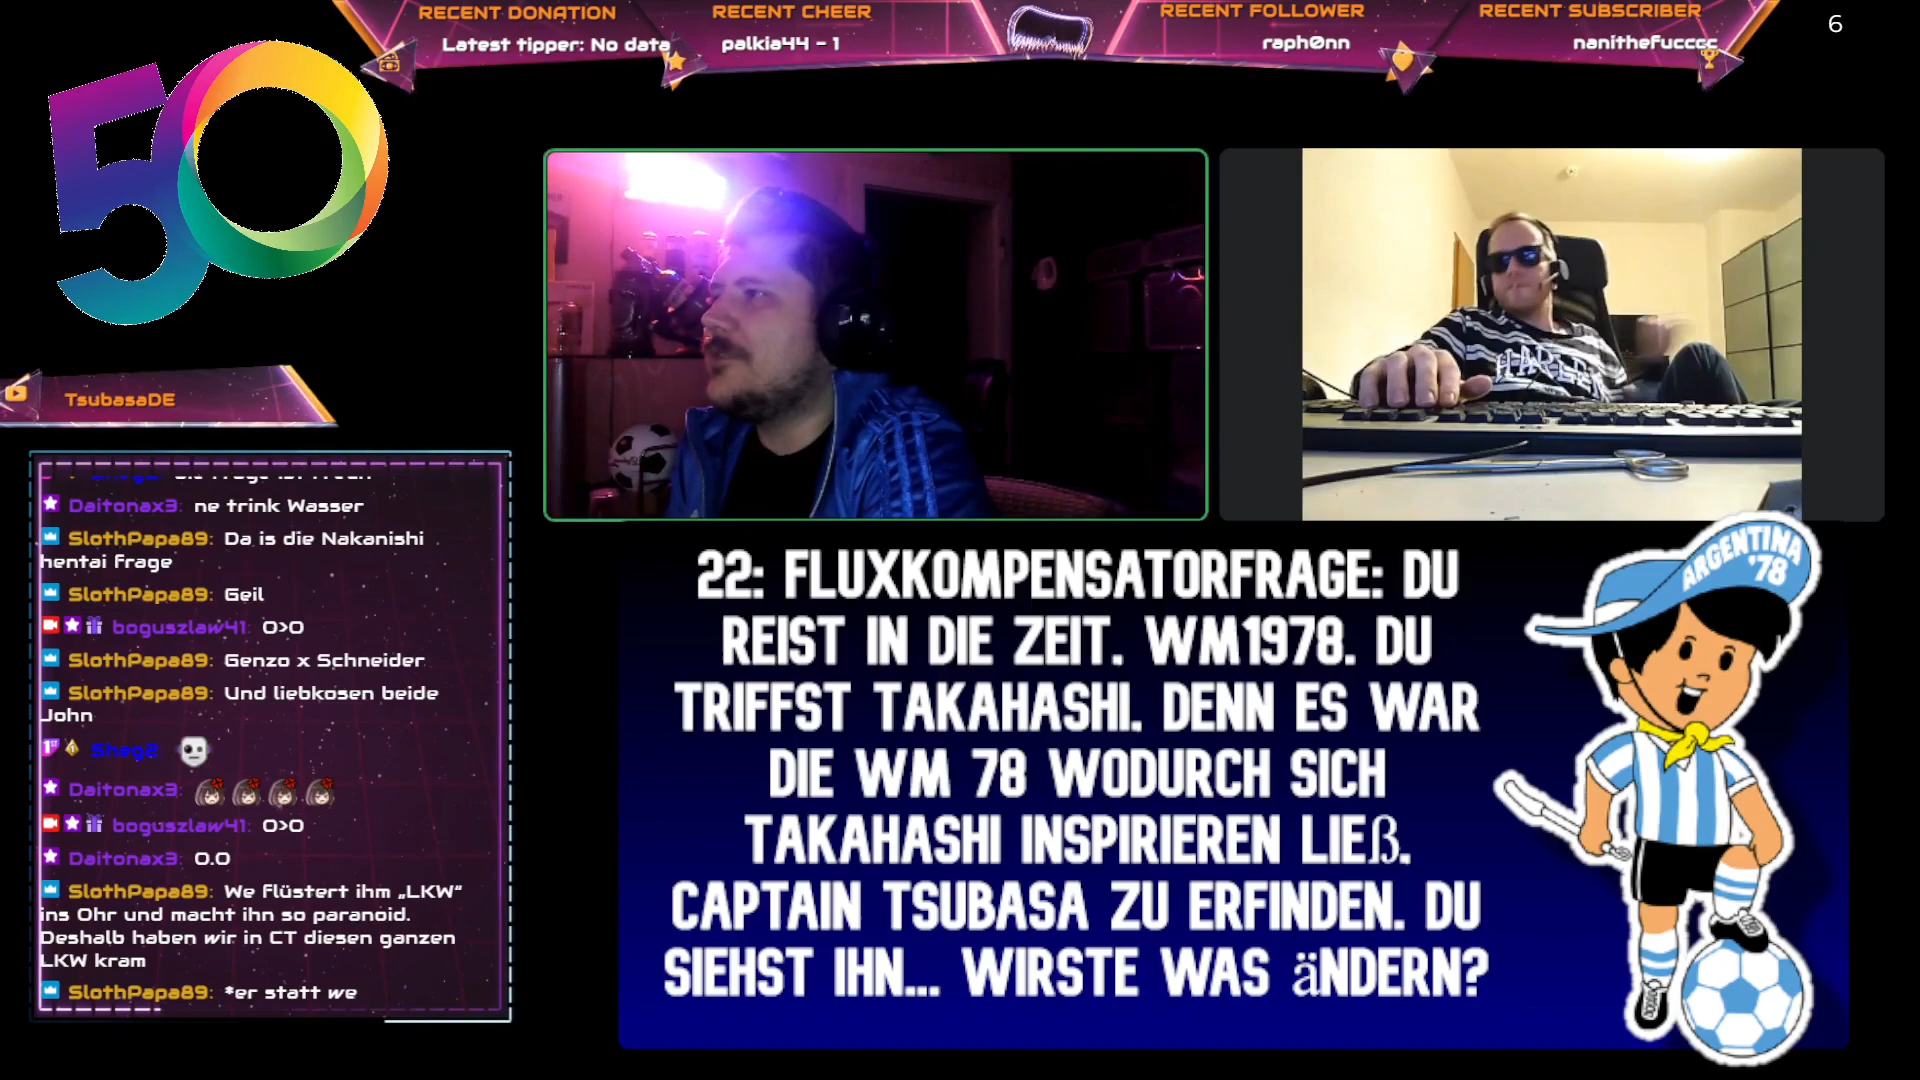 RECENT DONATION
Latest tipper: No data
RECENT CHEER
palkia44 - 1
RECENT FOLLOWER
raph0nn
RECENT SUBSCRIBER
nanithefucccc
6
50
TsubasaDE
Daitonax3: ne trink Wasser
SlothPapa89: Da is die Nakanishi
hentai Frage
SlothPapa89: Geil
boguszlaw41: O>O
SlothPapa89: Genzo x Schneider
SlothPapa89: Und liebkosen beide
John
Shag2
Daitonax3:
boguszlaw41: O>O
Daitonax3: O.O
SlothPapa89: We flüstert ihm „LKW“
ins Ohr und macht ihn so paranoid.
Deshalb haben wir in CT diesen ganzen
LKW kram
SlothPapa89: *er statt we
HARLEM
22: FLUXKOMPENSATORFRAGE: DU
REIST IN DIE ZEIT. WM1978. DU
TRIFFST TAKAHASHI. DENN ES WAR
DIE WM 78 WODURCH SICH
TAKAHASHI INSPIRIEREN LIEß.
CAPTAIN TSUBASA ZU ERFINDEN. DU
SIEHST IHN... WIRSTE WAS äNDERN?
ARGENTINA
'78